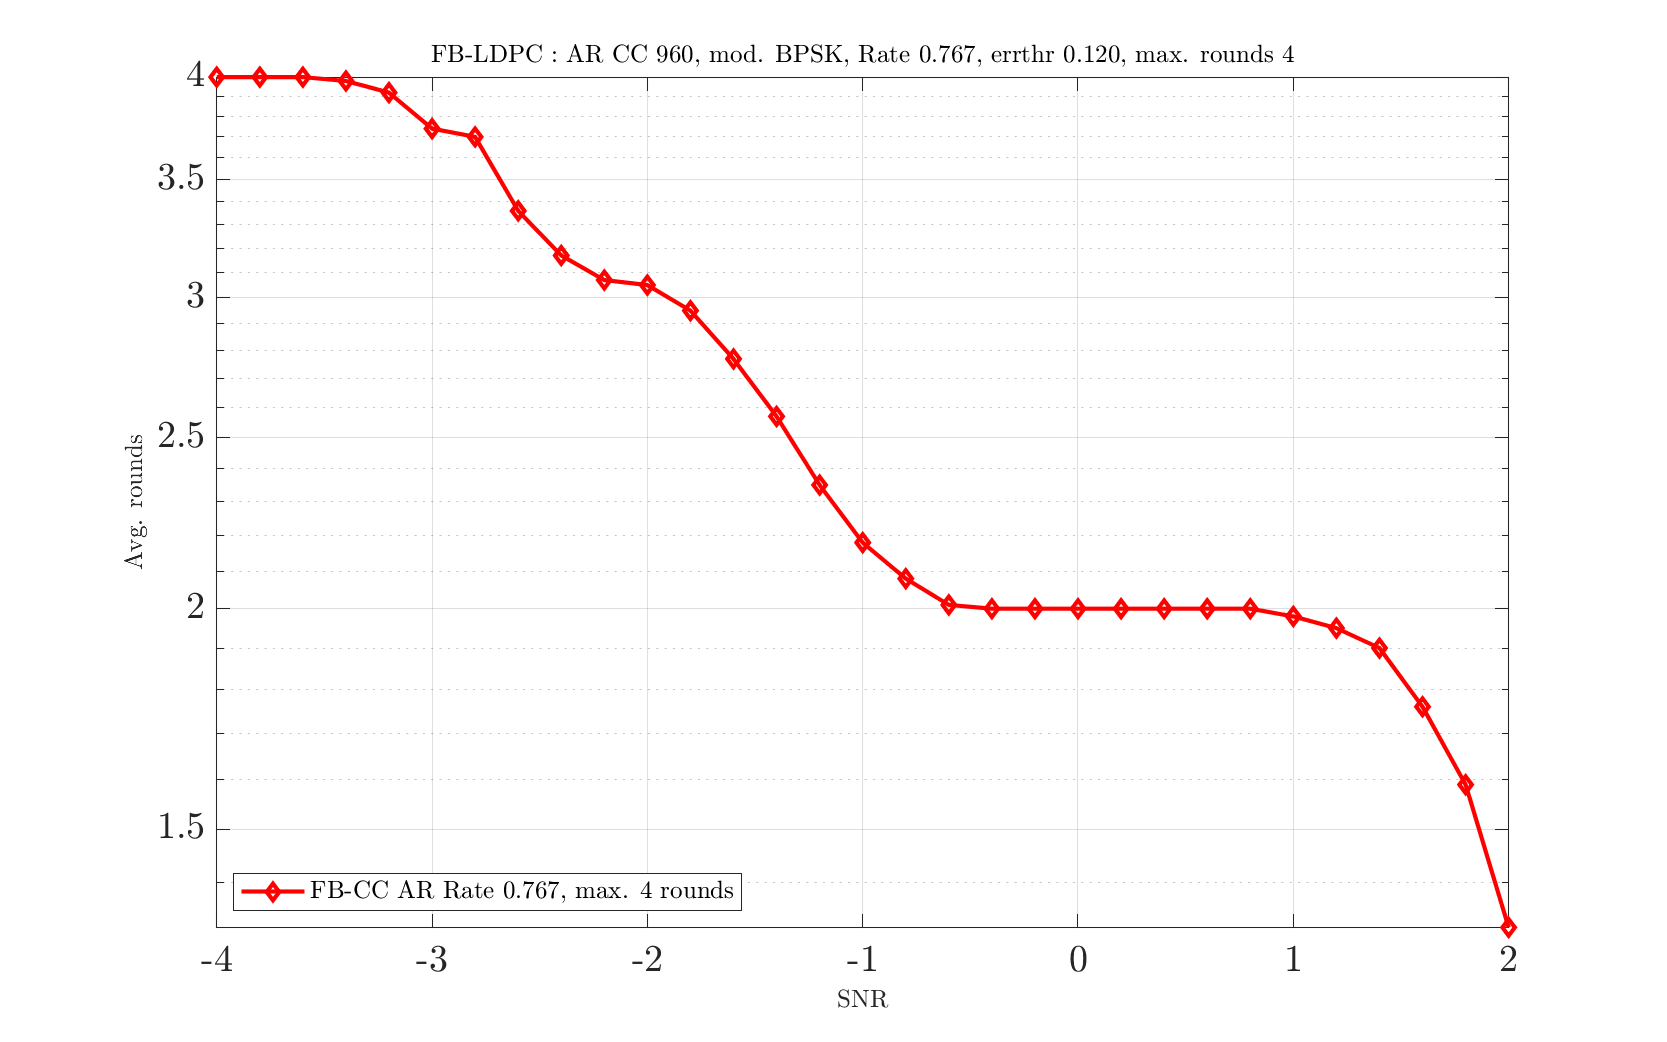 FB-LDPC : AR CC 960, mod. BPSK, Rate 0.767, errthr 0.120, max. rounds 4
4
3.5
3
2.5
2
1.5
Avg. rounds
FB-CC AR Rate 0.767, max. 4 rounds
-4 -3 -2 -1 0 1 2
SNR